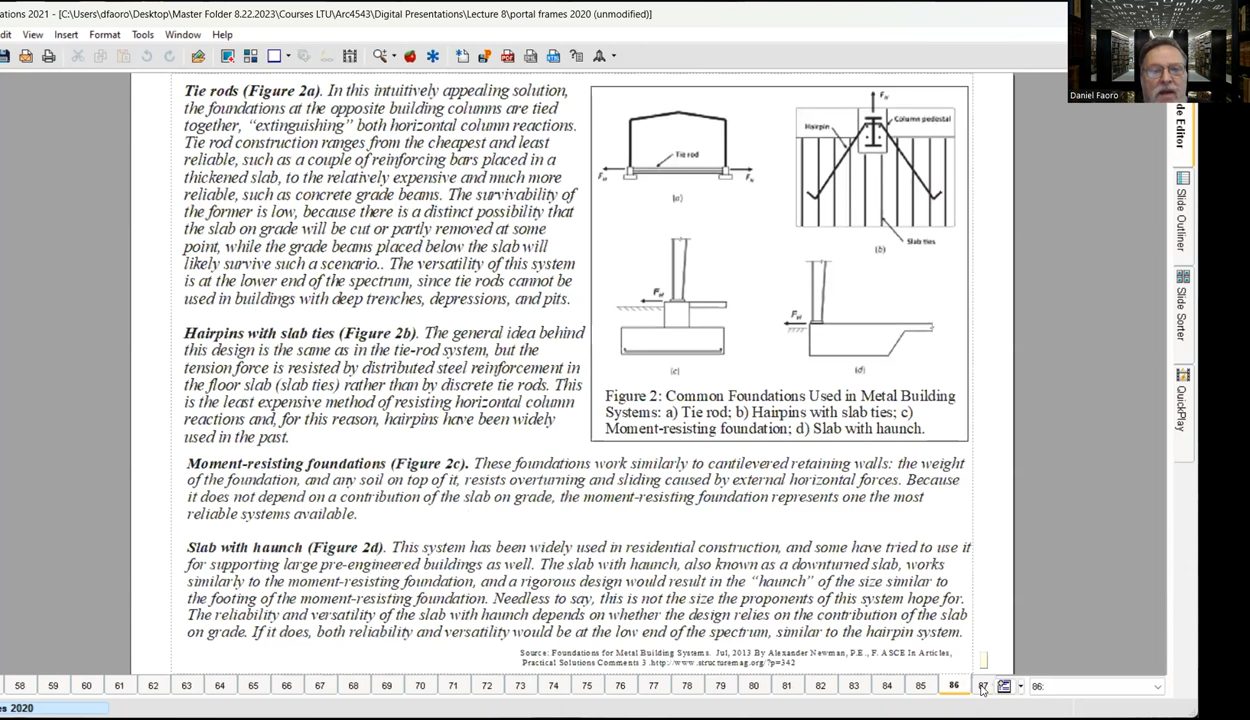 ations 2021 - [C:\Users\dfaoro\Desktop\Master Folder 8.22.2023\Courses LTU\Arc4543\Digital Presentations\Lecture 8\portal frames 2020 (unmodified)]
dit View Insert Format Tools Window Help
Daniel Faoro
Tie rods (Figure 2a). In this intuitively appealing solution,
the foundations at the opposite building columns are tied
together, “extinguishing” both horizontal column reactions.
Tie rod construction ranges from the cheapest and least
reliable, such as a couple of reinforcing bars placed in a
thickened slab, to the relatively expensive and much more
reliable, such as concrete grade beams. The survivability of
the former is low, because there is a distinct possibility that
the slab on grade will be cut or partly removed at some
point, while the grade beams placed below the slab will
likely survive such a scenario.. The versatility of this system
is at the lower end of the spectrum, since tie rods cannot be
used in buildings with deep trenches, depressions, and pits.
Hairpins with slab ties (Figure 2b). The general idea behind
this design is the same as in the tie-rod system, but the
tension force is resisted by distributed steel reinforcement in
the floor slab (slab ties) rather than by discrete tie rods. This
is the least expensive method of resisting horizontal column
reactions and, for this reason, hairpins have been widely
used in the past.
Tie rod
F_H
F_H
(a)
F_H
Hairpin
Column pedestal
Slab ties
(b)
F_H
(c)
F_H
(d)
Figure 2: Common Foundations Used in Metal Building
Systems: a) Tie rod; b) Hairpins with slab ties; c)
Moment-resisting foundation; d) Slab with haunch.
Moment-resisting foundations (Figure 2c). These foundations work similarly to cantilevered retaining walls: the weight
of the foundation, and any soil on top of it, resists overturning and sliding caused by external horizontal forces. Because
it does not depend on a contribution of the slab on grade, the moment-resisting foundation represents one the most
reliable systems available.
Slab with haunch (Figure 2d). This system has been widely used in residential construction, and some have tried to use it
for supporting large pre-engineered buildings as well. The slab with haunch, also known as a downturned slab, works
similarly to the moment-resisting foundation, and a rigorous design would result in the “haunch” of the size similar to
the footing of the moment-resisting foundation. Needless to say, this is not the size the proponents of this system hope for.
The reliability and versatility of the slab with haunch depends on whether the design relies on the contribution of the slab
on grade. If it does, both reliability and versatility would be at the low end of the spectrum, similar to the hairpin system.
Source: Foundations for Metal Building Systems. Jul, 2013 By Alexander Newman, P.E., F. ASCE In Articles,
Practical Solutions Comments 3 .http://www.structuremag.org/?p=342
de Editor
Slide Outliner
Slide Sorter
QuickPlay
58 59 60 61 62 63 64 65 66 67 68 69 70 71 72 73 74 75 76 77 78 79 80 81 82 83 84 85 86 87 86:
es 2020